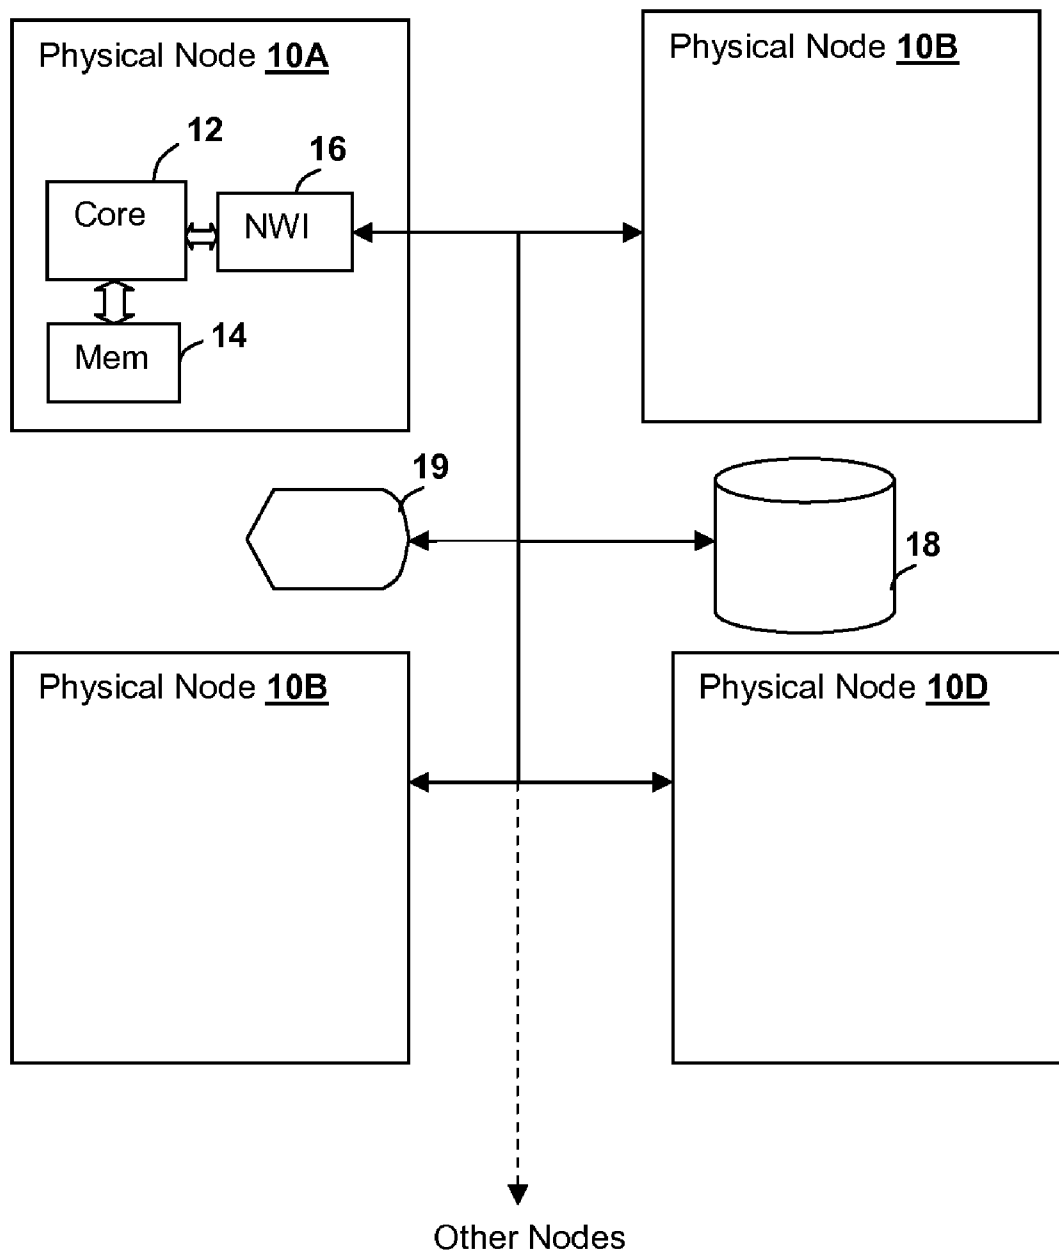 Physical Node 10A
Physical Node 10B
12
16
Core
NWI
14
Mem
19
18
Physical Node 10B
Physical Node 10D
Other Nodes